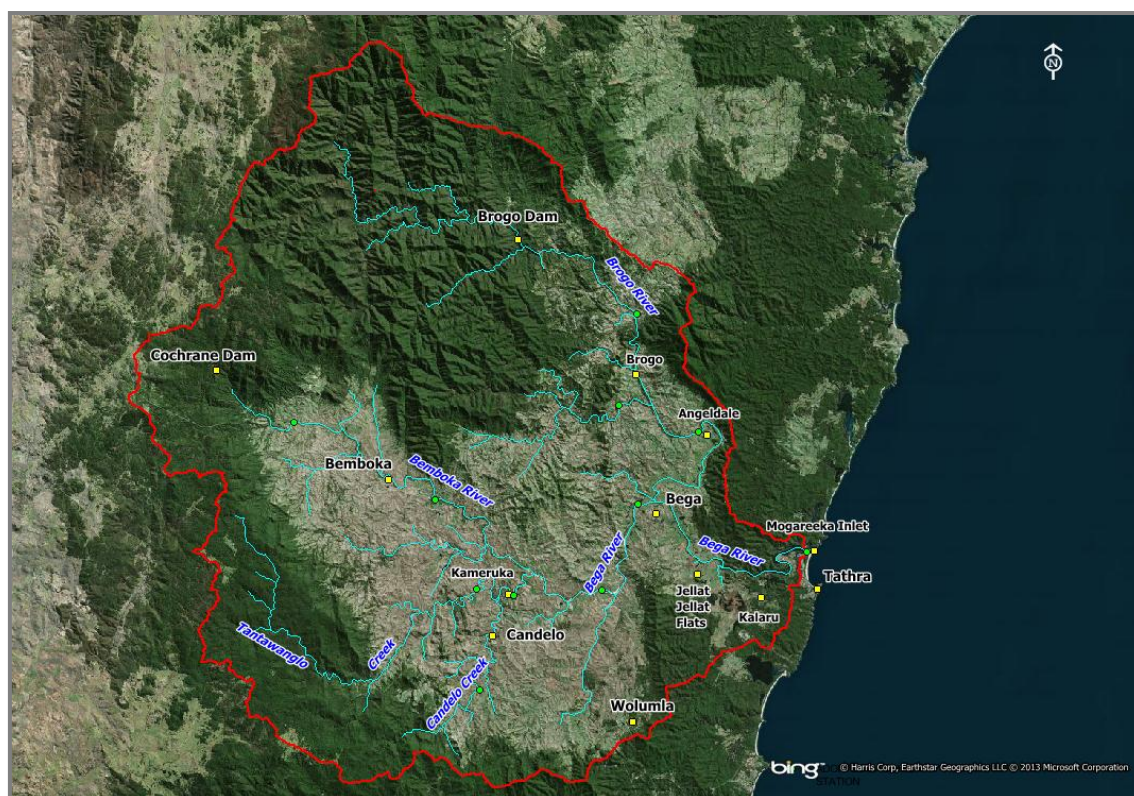 N
Brogo Dam
Brogo River
Cochrane Dam
Brogo
Angeldale
Bemboka
Bemboka River
Bega
Mogareeka Inlet
Bega River
Bega River
Kameruka
Jellat
Jellat
Flats
Tathra
Kalaru
Candelo
Tantawanglo
Creek
Candelo Creek
Wolumla
bing™ © Harris Corp, Earthstar Geographics LLC © 2013 Microsoft Corporation
STATION